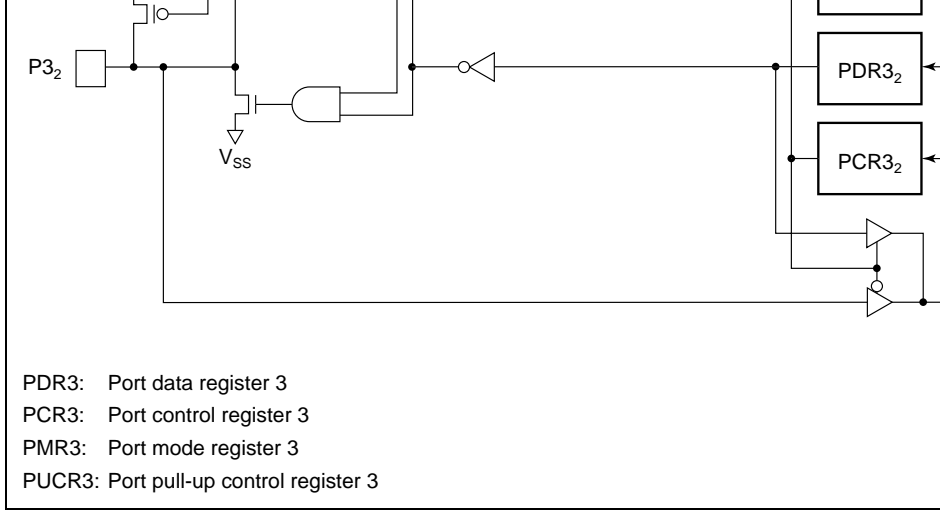 P3₂
PDR3₂
V_SS
PCR3₂
PDR3: Port data register 3
PCR3: Port control register 3
PMR3: Port mode register 3
PUCR3: Port pull-up control register 3